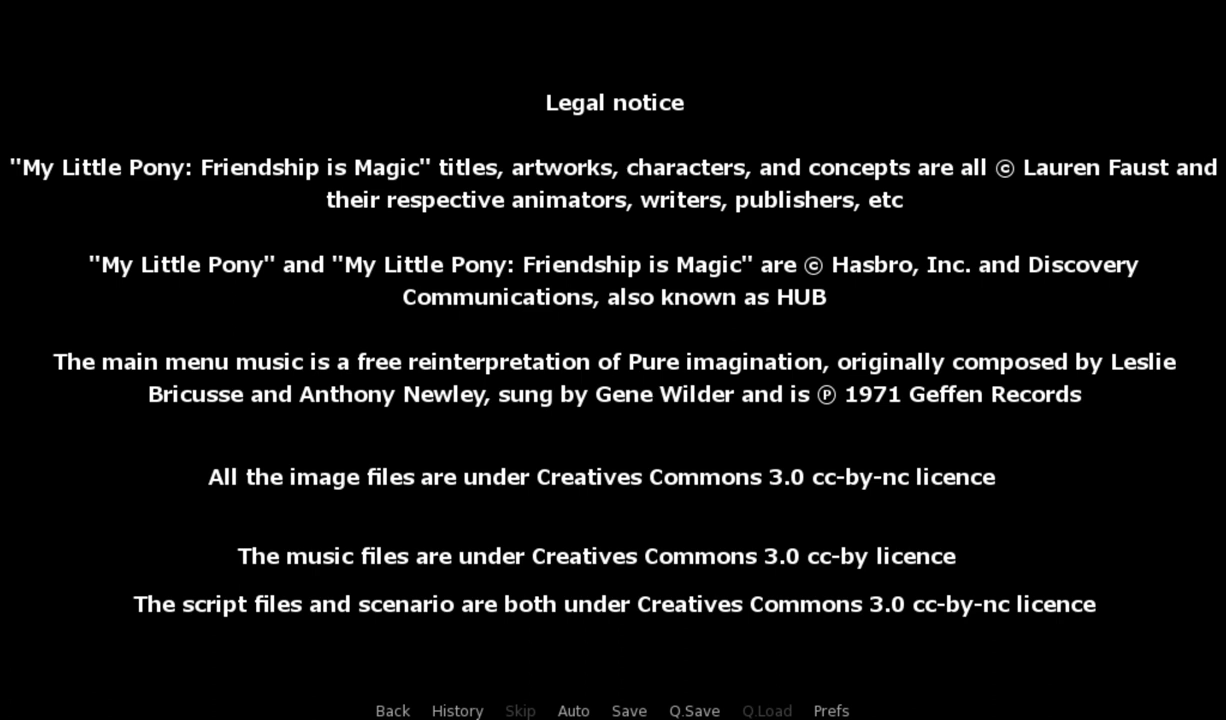 Legal notice
"My Little Pony: Friendship is Magic" titles, artworks, characters, and concepts are all © Lauren Faust and
their respective animators, writers, publishers, etc
"My Little Pony" and "My Little Pony: Friendship is Magic" are © Hasbro, Inc. and Discovery
Communications, also known as HUB
The main menu music is a free reinterpretation of Pure imagination, originally composed by Leslie
Bricusse and Anthony Newley, sung by Gene Wilder and is ℗ 1971 Geffen Records
All the image files are under Creatives Commons 3.0 cc-by-nc licence
The music files are under Creatives Commons 3.0 cc-by licence
The script files and scenario are both under Creatives Commons 3.0 cc-by-nc licence
Back History Skip Auto Save Q.Save Q.Load Prefs